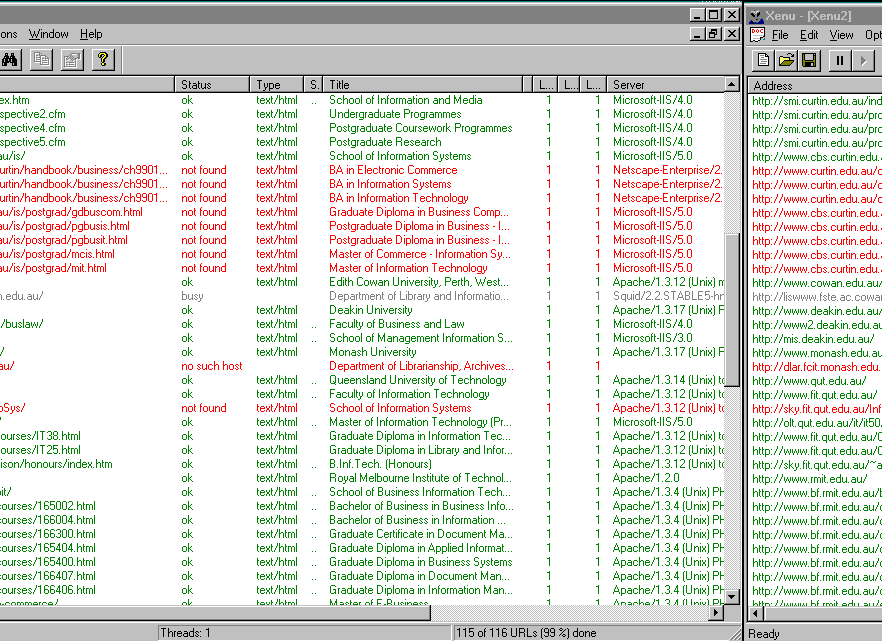 ons Window Help
Address Status Type S. Title L... L... L... Server
ex.htm ok text/html .. School of Information and Media 1 1 Microsoft-IIS/4.0
spective2.cfm ok text/html Undergraduate Programmes 1 1 Microsoft-IIS/4.0
spective4.cfm ok text/html Postgraduate Coursework Programmes 1 1 Microsoft-IIS/4.0
spective5.cfm ok text/html Postgraduate Research 1 1 Microsoft-IIS/4.0
au/is/ ok text/html School of Information Systems 1 1 Microsoft-IIS/5.0
urtin/handbook/business/ch9901... not found text/html BA in Electronic Commerce 1 1 Netscape-Enterprise/2.
urtin/handbook/business/ch9901... not found text/html BA in Information Systems 1 1 Netscape-Enterprise/2.
urtin/handbook/business/ch9901... not found text/html BA in Information Technology 1 1 Netscape-Enterprise/2.
au/is/postgrad/gdbuscom.html not found text/html Graduate Diploma in Business Comp... 1 1 Microsoft-IIS/5.0
au/is/postgrad/pgbusis.html not found text/html Postgraduate Diploma in Business - I... 1 1 Microsoft-IIS/5.0
au/is/postgrad/pgbusit.html not found text/html Postgraduate Diploma in Business - I... 1 1 Microsoft-IIS/5.0
au/is/postgrad/mcis.html not found text/html Master of Commerce - Information Sy... 1 1 Microsoft-IIS/5.0
au/is/postgrad/mit.html not found text/html Master of Information Technology 1 1 Microsoft-IIS/5.0
ok text/html .. Edith Cowan University, Perth, West... 1 1 Apache/1.3.12 (Unix) m
n.edu.au/ busy Department of Library and Informatio... 1 1 Squid/2.2.STABLE5-hr
ok text/html Deakin University 1 1 Apache/1.3.17 (Unix) F
/buslaw/ ok text/html .. Faculty of Business and Law 1 1 Microsoft-IIS/4.0
ok text/html .. School of Management Information S... 1 1 Microsoft-IIS/3.0
/ ok text/html .. Monash University 1 1 Apache/1.3.17 (Unix) F
au/ no such host Department of Librarianship, Archives... 1 1
ok text/html .. Queensland University of Technology 1 1 Apache/1.3.14 (Unix) to
ok text/html .. Faculty of Information Technology 1 1 Apache/1.3.12 (Unix) to
oSys/ not found text/html .. School of Information Systems 1 1 Apache/1.3.12 (Unix) to
ok text/html .. Master of Information Technology (Pr... 1 1 Microsoft-IIS/5.0
ourses/IT38.html ok text/html .. Graduate Diploma in Information Tec... 1 1 Apache/1.3.12 (Unix) to
ourses/IT25.html ok text/html .. Graduate Diploma in Library and Infor... 1 1 Apache/1.3.12 (Unix) to
ison/honours/index.htm ok text/html .. B.Inf.Tech. (Honours) 1 1 Apache/1.3.12 (Unix) to
ok text/html Royal Melbourne Institute of Technol... 1 1 Apache/1.2.0
bit/ ok text/html .. School of Business Information Tech... 1 1 Apache/1.3.4 (Unix) PH
courses/165002.html ok text/html .. Bachelor of Business in Business Info... 1 1 Apache/1.3.4 (Unix) PH
courses/166004.html ok text/html .. Bachelor of Business in Information ... 1 1 Apache/1.3.4 (Unix) PH
courses/166300.html ok text/html .. Graduate Certificate in Document Ma... 1 1 Apache/1.3.4 (Unix) PH
courses/165404.html ok text/html .. Graduate Diploma in Applied Informat... 1 1 Apache/1.3.4 (Unix) PH
courses/165400.html ok text/html .. Graduate Diploma in Business Systems 1 1 Apache/1.3.4 (Unix) PH
courses/166407.html ok text/html .. Graduate Diploma in Document Man... 1 1 Apache/1.3.4 (Unix) PH
courses/166406.html ok text/html .. Graduate Diploma in Information Man... 1 1 Apache/1.3.4 (Unix) PH
-commerce/ ok text/html .. Master of E-Business 1 1 Apache/1.3.4 (Unix) PH
Threads: 1 115 of 116 URLs (99 %) done
Xenu - [Xenu2]
File Edit View Opt
Address
http://smi.curtin.edu.au/ind
http://smi.curtin.edu.au/pro
http://smi.curtin.edu.au/pro
http://smi.curtin.edu.au/pro
http://www.cbs.curtin.edu.
http://www.curtin.edu.au/c
http://www.curtin.edu.au/c
http://www.curtin.edu.au/c
http://www.cbs.curtin.edu.
http://www.cbs.curtin.edu.
http://www.cbs.curtin.edu.
http://www.cbs.curtin.edu.
http://www.cbs.curtin.edu.
http://www.cowan.edu.au/
http://liswww.fste.ac.cowan
http://www.deakin.edu.au/
http://www2.deakin.edu.au
http://mis.deakin.edu.au/
http://www.monash.edu.au
http://dlar.fcit.monash.edu.
http://www.qut.edu.au/
http://www.fit.qut.edu.au/
http://sky.fit.qut.edu.au/Inf
http://olt.qut.edu.au/it/it50
http://www.fit.qut.edu.au/C
http://www.fit.qut.edu.au/C
http://sky.fit.qut.edu.au/~a
http://www.rmit.edu.au/
http://www.bf.rmit.edu.au/b
http://www.bf.rmit.edu.au/c
http://www.bf.rmit.edu.au/c
http://www.bf.rmit.edu.au/c
http://www.bf.rmit.edu.au/c
http://www.bf.rmit.edu.au/c
http://www.bf.rmit.edu.au/c
http://www.bf.rmit.edu.au/c
Ready